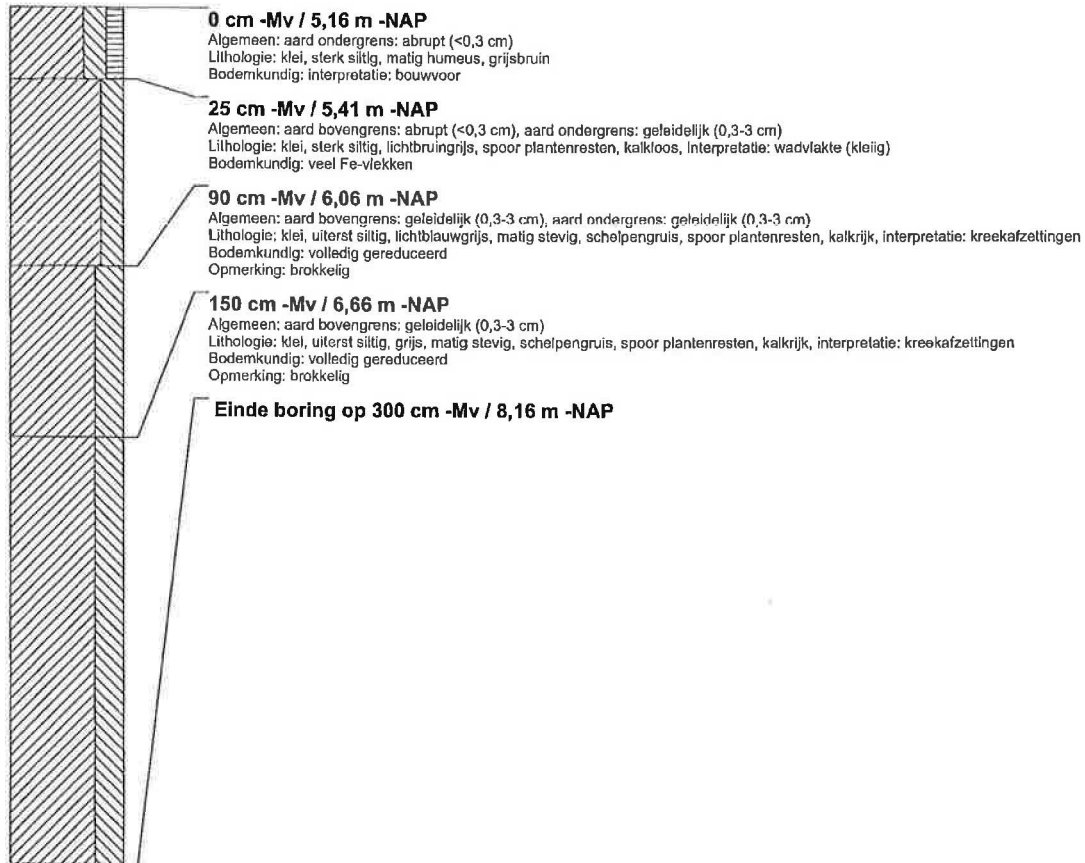 0 cm -Mv / 5,16 m -NAP
Algemeen: aard ondergrens: abrupt (<0,3 cm)
Lithologie: klei, sterk siltig, matig humeus, grijsbruin
Bodemkundig: interpretatie: bouwvoor
25 cm -Mv / 5,41 m -NAP
Algemeen: aard bovengrens: abrupt (<0,3 cm), aard ondergrens: geleidelijk (0,3-3 cm)
Lithologie: klei, sterk siltig, lichtbruingrijs, spoor plantenresten, kalkloos, interpretatie: wadvlakte (kleiig)
Bodemkundig: veel Fe-vlekken
90 cm -Mv / 6,06 m -NAP
Algemeen: aard bovengrens: geleidelijk (0,3-3 cm), aard ondergrens: geleidelijk (0,3-3 cm)
Lithologie: klei, uiterst siltig, lichtblauwgrijs, matig stevig, schelpengruis, spoor plantenresten, kalkrijk, interpretatie: kreekafzettingen
Bodemkundig: volledig gereduceerd
Opmerking: brokkelig
150 cm -Mv / 6,66 m -NAP
Algemeen: aard bovengrens: geleidelijk (0,3-3 cm)
Lithologie: klei, uiterst siltig, grijs, matig stevig, schelpengruis, spoor plantenresten, kalkrijk, interpretatie: kreekafzettingen
Bodemkundig: volledig gereduceerd
Opmerking: brokkelig
Einde boring op 300 cm -Mv / 8,16 m -NAP